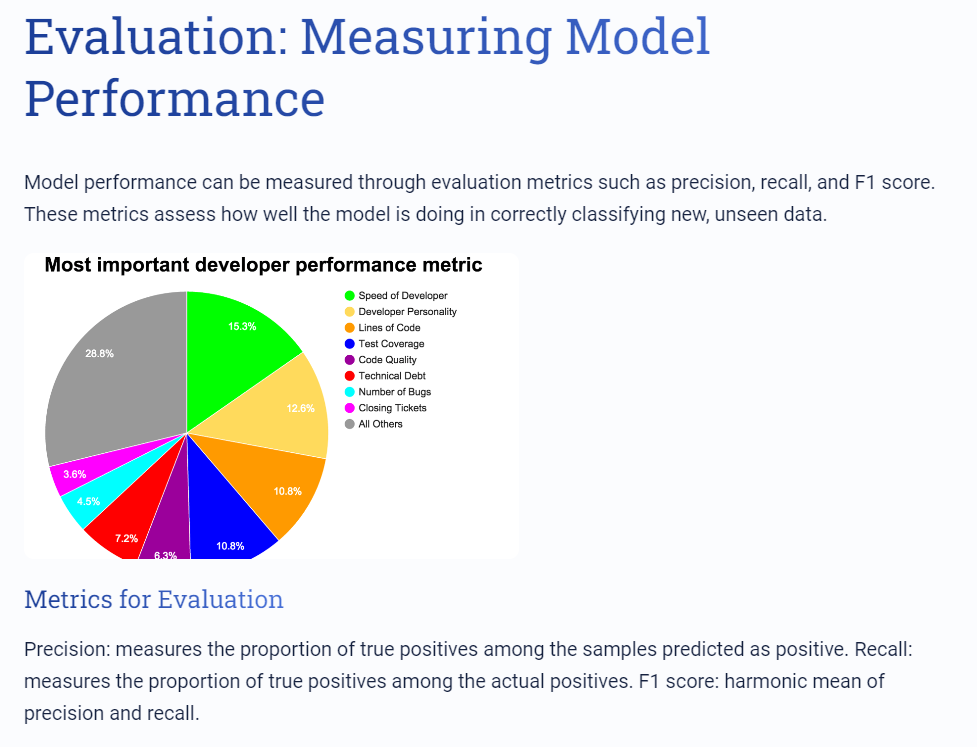 Evaluation: Measuring Model
Performance
Model performance can be measured through evaluation metrics such as precision, recall, and F1 score.
These metrics assess how well the model is doing in correctly classifying new, unseen data.
Most important developer performance metric
Speed of Developer
Developer Personality
Lines of Code
Test Coverage
Code Quality
Technical Debt
Number of Bugs
Closing Tickets
All Others
15.3%
12.6%
10.8%
10.8%
6.3%
7.2%
4.5%
3.6%
28.8%
Metrics for Evaluation
Precision: measures the proportion of true positives among the samples predicted as positive. Recall:
measures the proportion of true positives among the actual positives. F1 score: harmonic mean of
precision and recall.